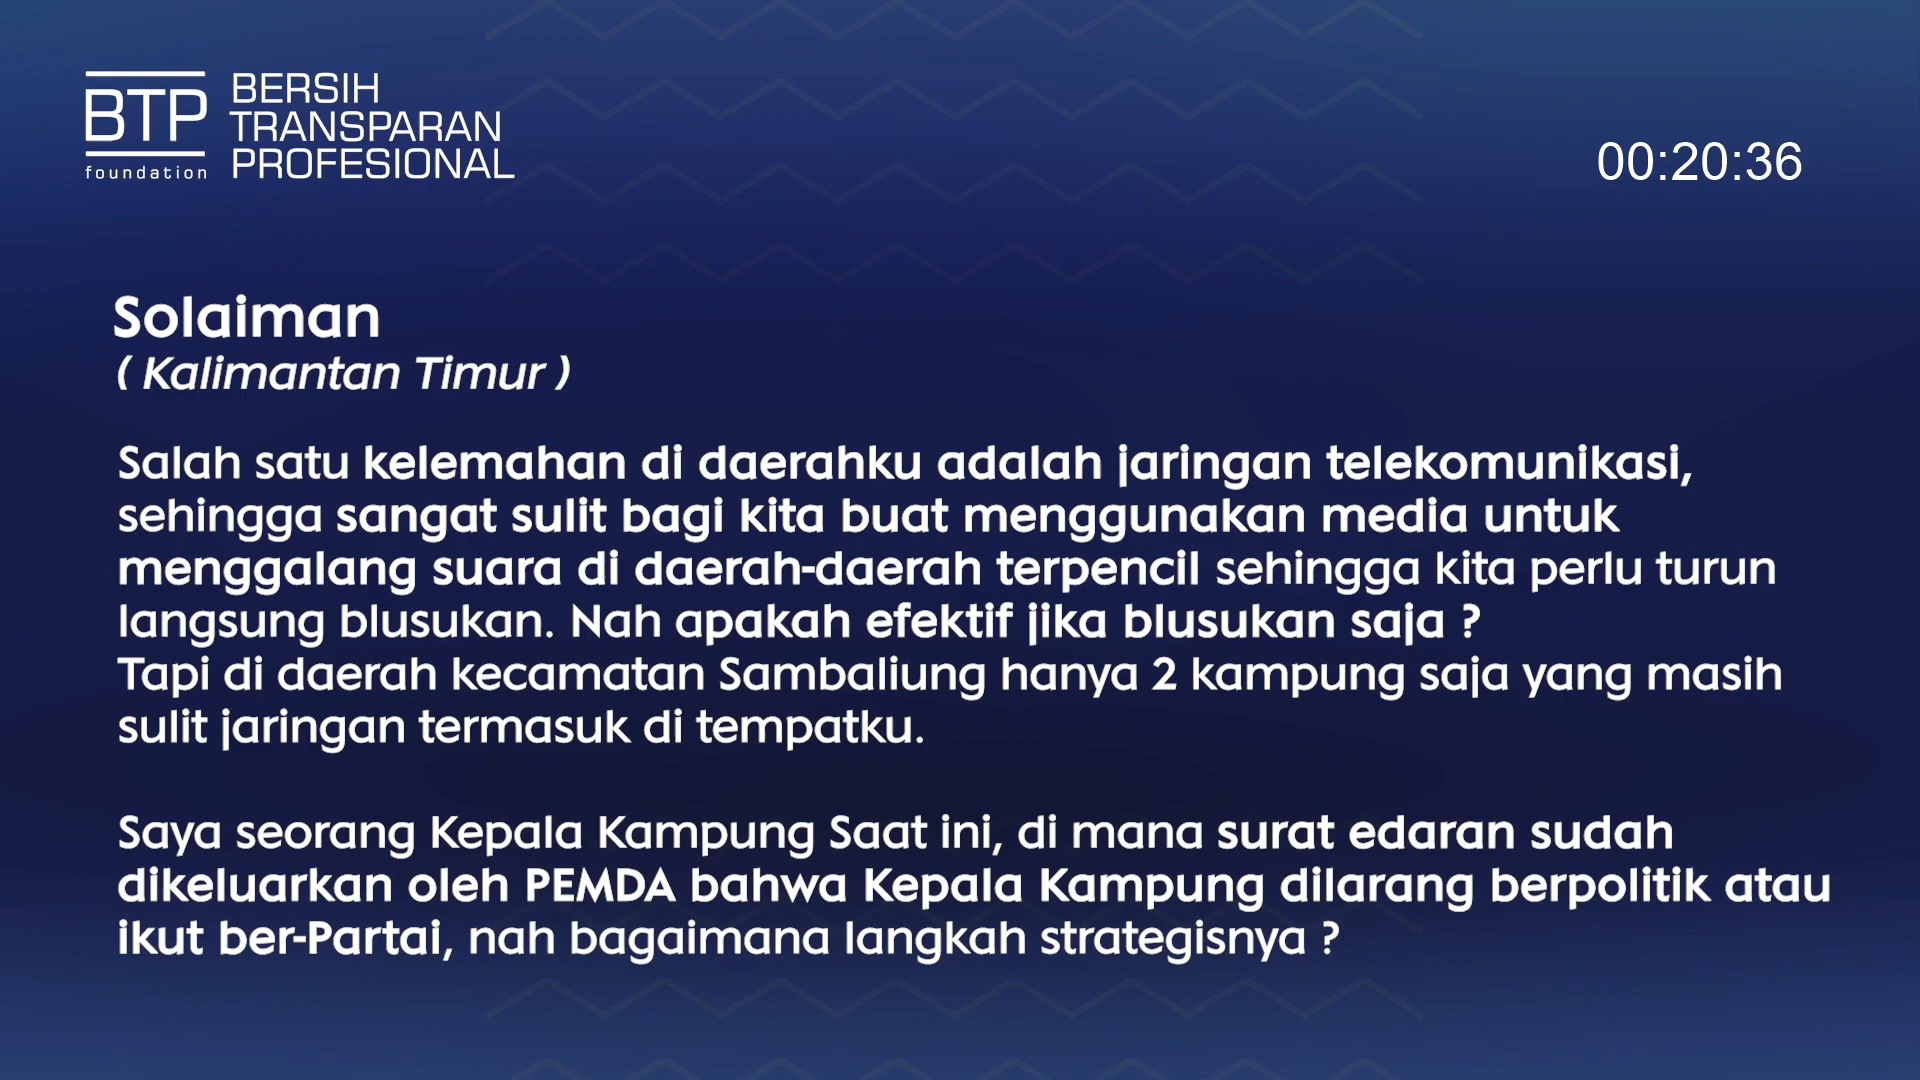 BTP
foundation
BERSIH
TRANSPARAN
PROFESIONAL
00:20:36
Solaiman
( Kalimantan Timur )
Salah satu kelemahan di daerahku adalah jaringan telekomunikasi,
sehingga sangat sulit bagi kita buat menggunakan media untuk
menggalang suara di daerah-daerah terpencil sehingga kita perlu turun
langsung blusukan. Nah apakah efektif jika blusukan saja ?
Tapi di daerah kecamatan Sambaliung hanya 2 kampung saja yang masih
sulit jaringan termasuk di tempatku.
Saya seorang Kepala Kampung Saat ini, di mana surat edaran sudah
dikeluarkan oleh PEMDA bahwa Kepala Kampung dilarang berpolitik atau
ikut ber-Partai, nah bagaimana langkah strategisnya ?